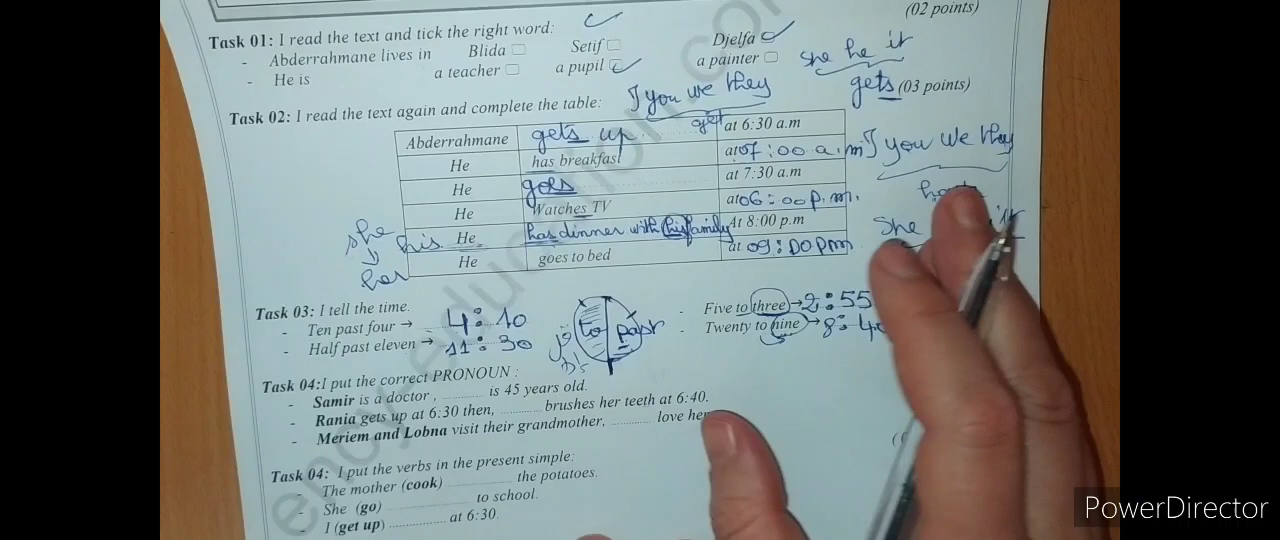 (02 points)
Task 01: I read the text and tick the right word:
- Abderrahmane lives in Blida Setif Djelfa
- He is a teacher a pupil a painter
she he it
gets
(03 points)
Task 02: I read the text again and complete the table:
I you we they
get
Abderrahmane gets up at 6:30 a.m
He has breakfast at 07:00 a.m
I you we they
He goes at 7:30 a.m
He Watches TV at 06:00 p.m.
she
her
his
She
He has dinner with his family At 8:00 p.m
He goes to bed at 09:00 pm
Task 03: I tell the time.
- Ten past four → 4:10
- Half past eleven → 11:30
to past
- Five to three → 2:55
- Twenty to nine → 8:40
Task 04:I put the correct PRONOUN :
- Samir is a doctor , .......... is 45 years old.
- Rania gets up at 6:30 then, .......... brushes her teeth at 6:40.
- Meriem and Lobna visit their grandmother, .......... love her
Task 04: I put the verbs in the present simple:
- The mother (cook) .......... the potatoes.
- She (go) .......... to school.
- I (get up) .......... at 6:30.
ency-education.com
PowerDirector